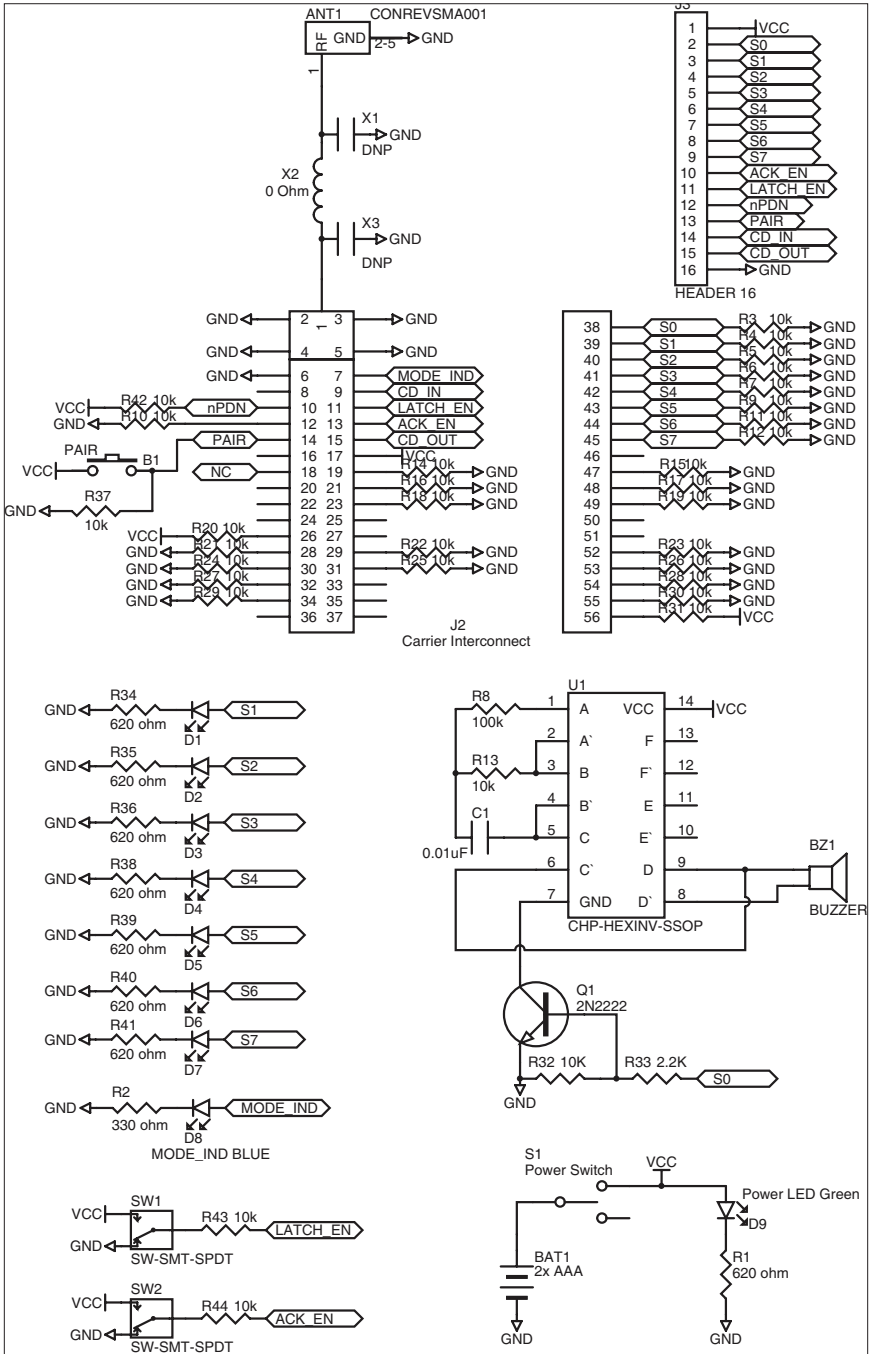 ANT1 CONREVSMA001
RF GND 2-5 GND
1
X1
GND
DNP
X2
0 Ohm
X3
GND
DNP
J3
1 VCC
2 S0
3 S1
4 S2
5 S3
6 S4
7 S5
8 S6
9 S7
10 ACK_EN
11 LATCH_EN
12 nPDN
13 PAIR
14 CD_IN
15 CD_OUT
16 GND
HEADER 16
GND 2 1 3 GND
GND 4 5 GND
GND 6 7 MODE_IND
8 9 CD_IN
VCC R42 10k nPDN 10 11 LATCH_EN
GND R10 10k 12 13 ACK_EN
PAIR 14 15 CD_OUT
16 17 VCC
PAIR
VCC B1
NC 18 19 R14 10k GND
20 21 R16 10k GND
22 23 R18 10k GND
R37
GND 10k
24 25
VCC R20 10k 26 27
GND R21 10k 28 29 R22 10k GND
GND R24 10k 30 31 R25 10k GND
GND R27 10k 32 33
GND R29 10k 34 35
36 37
J2
Carrier Interconnect
38 S0 R3 10k GND
39 S1 R4 10k GND
40 S2 R5 10k GND
41 S3 R6 10k GND
42 S4 R7 10k GND
43 S5 R9 10k GND
44 S6 R11 10k GND
45 S7 R12 10k GND
46
47 R15 10k GND
48 R17 10k GND
49 R19 10k GND
50
51
52 R23 10k GND
53 R26 10k GND
54 R28 10k GND
55 R30 10k GND
56 R31 10k VCC
R34
GND 620 ohm D1 S1
R35
GND 620 ohm D2 S2
R36
GND 620 ohm D3 S3
R38
GND 620 ohm D4 S4
R39
GND 620 ohm D5 S5
R40
GND 620 ohm D6 S6
R41
GND 620 ohm D7 S7
R2
GND 330 ohm D8 MODE_IND
MODE_IND BLUE
U1
R8
100k
1 A VCC 14 VCC
2 A` F 13
R13
10k
3 B F` 12
4 B` E 11
C1
0.01uF
5 C E` 10
6 C` D 9
7 GND D` 8
CHP-HEXINV-SSOP
BZ1
BUZZER
Q1
2N2222
R32 10K R33 2.2K S0
GND
SW1
VCC
GND
R43 10k LATCH_EN
SW-SMT-SPDT
SW2
VCC
GND
R44 10k ACK_EN
SW-SMT-SPDT
S1
Power Switch
VCC
Power LED Green
D9
BAT1
2x AAA
R1
620 ohm
GND
GND